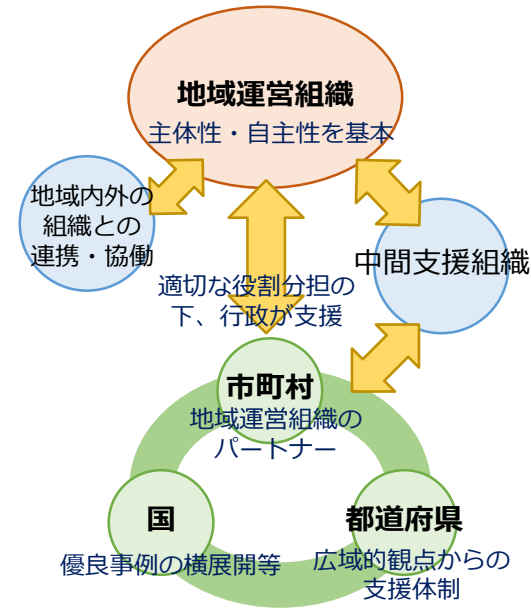 地域運営組織
主体性・自主性を基本
地域内外の
組織との
連携・協働
中間支援組織
適切な役割分担の
下、行政が支援
市町村
地域運営組織の
パートナー
国
優良事例の横展開等
都道府県
広域的観点からの
支援体制